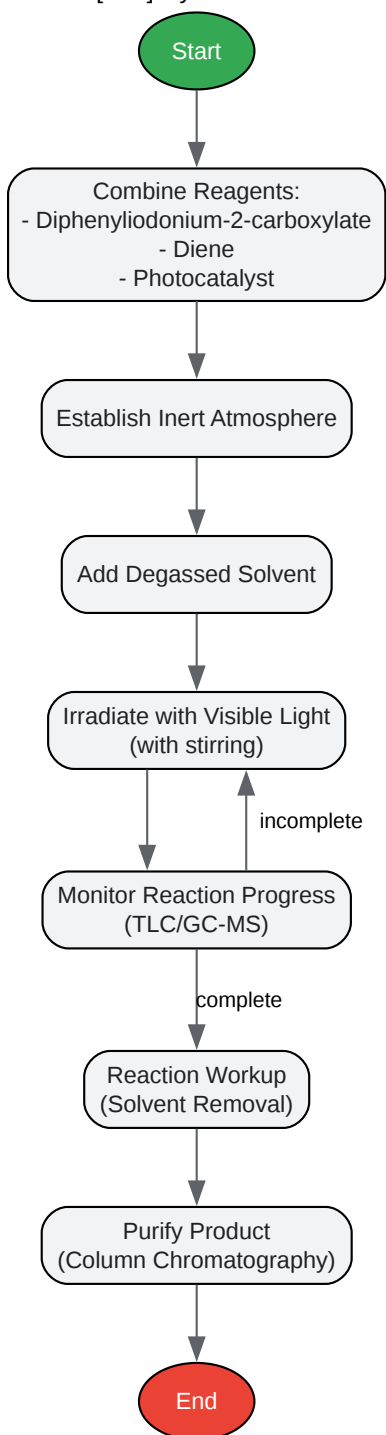 Start
Combine Reagents:
- Diphenyliodonium-2-carboxylate
- Diene
- Photocatalyst
Establish Inert Atmosphere
Add Degassed Solvent
Irradiate with Visible Light
(with stirring)
incomplete
Monitor Reaction Progress
(TLC/GC-MS)
complete
Reaction Workup
(Solvent Removal)
Purify Product
(Column Chromatography)
End